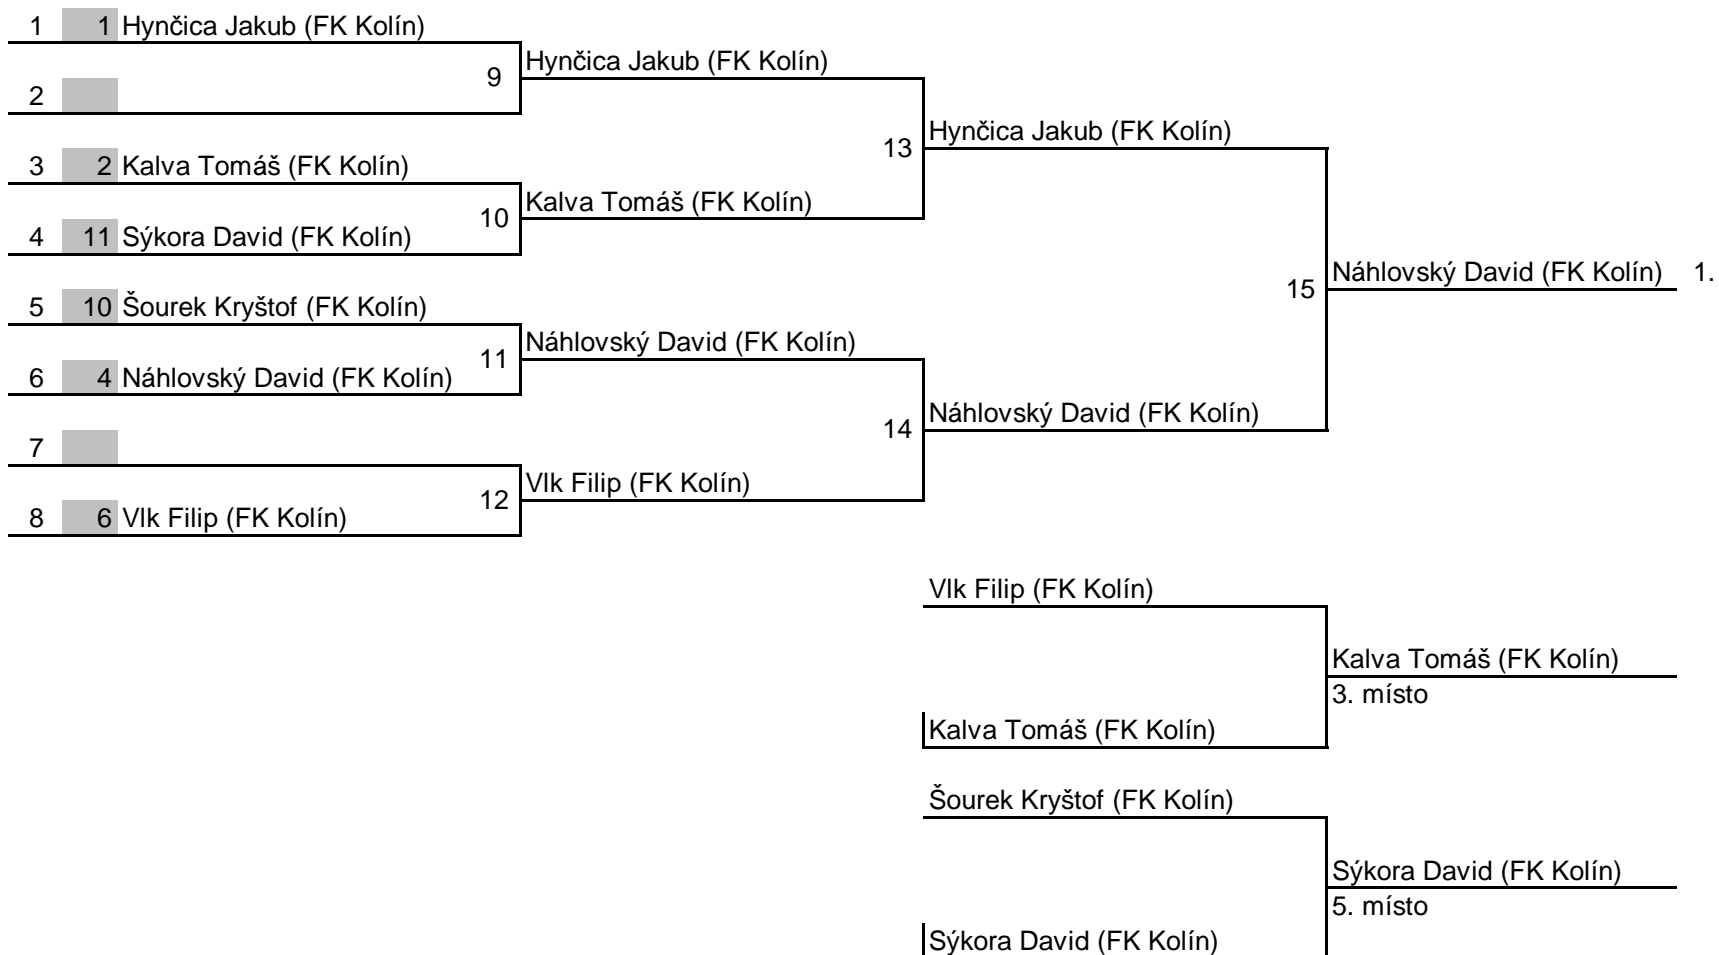 1 1 Hynčica Jakub (FK Kolín)
9 Hynčica Jakub (FK Kolín)
2
13 Hynčica Jakub (FK Kolín)
3 2 Kalva Tomáš (FK Kolín)
10 Kalva Tomáš (FK Kolín)
4 11 Sýkora David (FK Kolín)
15 Náhlovský David (FK Kolín) 1.
5 10 Šourek Kryštof (FK Kolín)
11 Náhlovský David (FK Kolín)
6 4 Náhlovský David (FK Kolín)
14 Náhlovský David (FK Kolín)
7
12 Vlk Filip (FK Kolín)
8 6 Vlk Filip (FK Kolín)
Vlk Filip (FK Kolín)
Kalva Tomáš (FK Kolín)
3. místo
Kalva Tomáš (FK Kolín)
Šourek Kryštof (FK Kolín)
Sýkora David (FK Kolín)
5. místo
Sýkora David (FK Kolín)